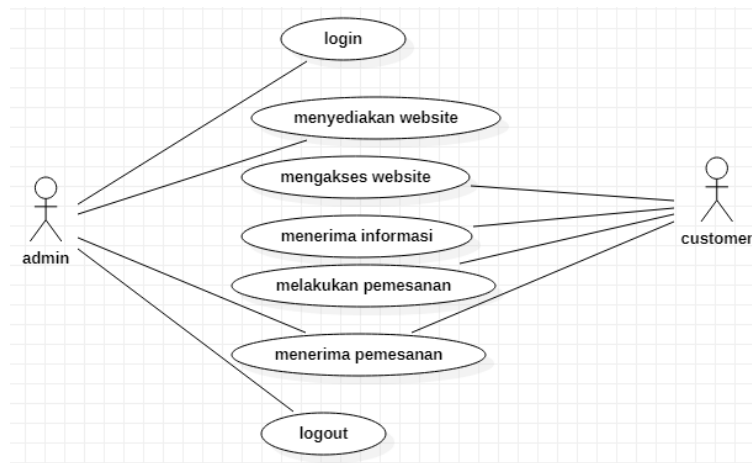 login
menyediakan website
mengakses website
menerima informasi
customer
admin
melakukan pemesanan
menerima pemesanan
logout